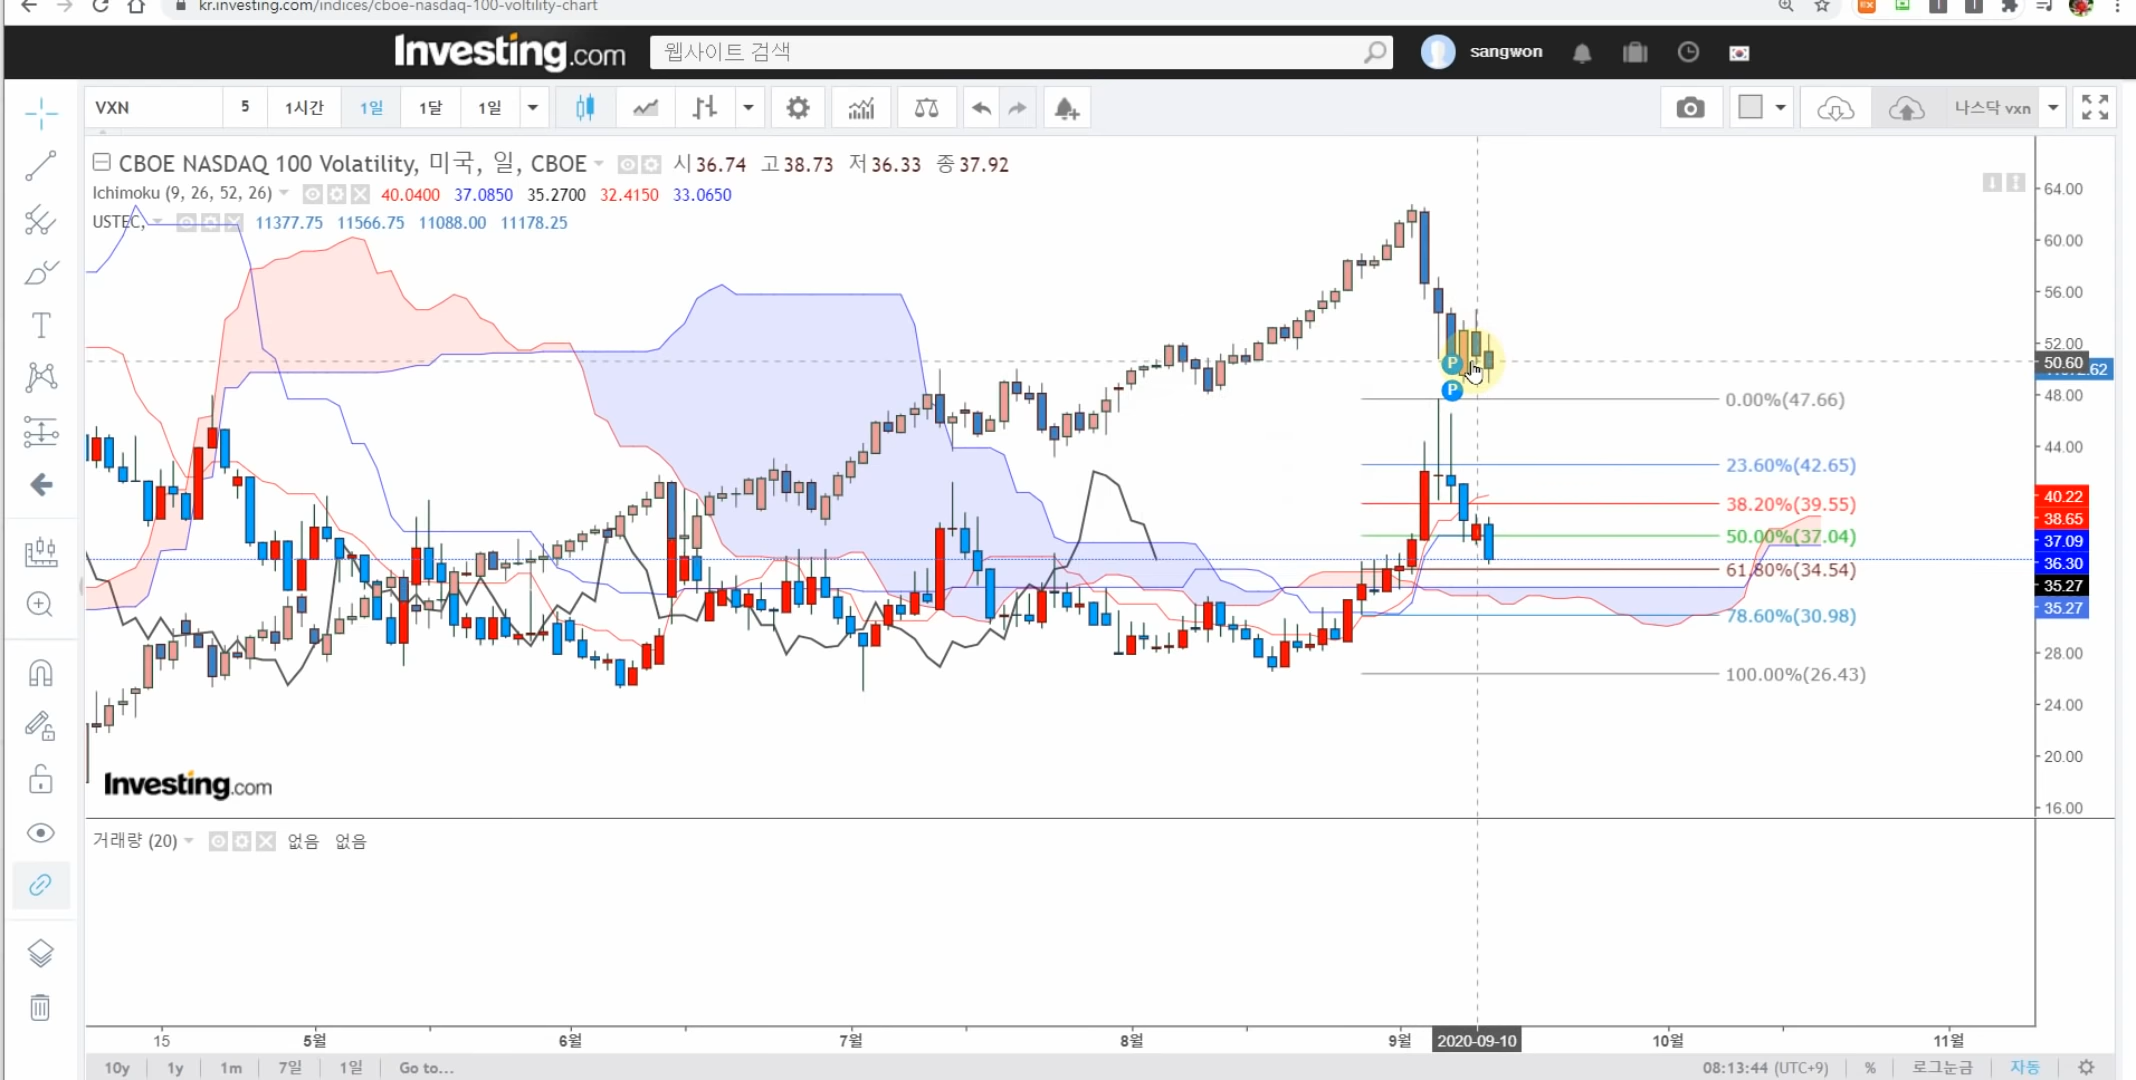 kr.investing.com/indices/cboe-nasdaq-100-voltility-chart
Investing.com
웹사이트 검색
sangwon
VXN 5 1시간 1일 1달 1일
나스닥 vxn
CBOE NASDAQ 100 Volatility, 미국, 일, CBOE 시36.74 고38.73 저36.33 종37.92
Ichimoku (9, 26, 52, 26) 40.0400 37.0850 35.2700 32.4150 33.0650
USTEC, 11377.75 11566.75 11088.00 11178.25
64.00
60.00
56.00
52.00
50.60
.62
48.00
44.00
40.22
38.65
37.09
36.30
35.27
35.27
28.00
24.00
20.00
16.00
P
P
0.00%(47.66)
23.60%(42.65)
38.20%(39.55)
50.00%(37.04)
61.80%(34.54)
78.60%(30.98)
100.00%(26.43)
Investing.com
거래량 (20) 없음 없음
15 5월 6월 7월 8월 9월 2020-09-10 10월 11월
10y 1y 1m 7일 1일 Go to...
08:13:44 (UTC+9) % 로그눈금 자동